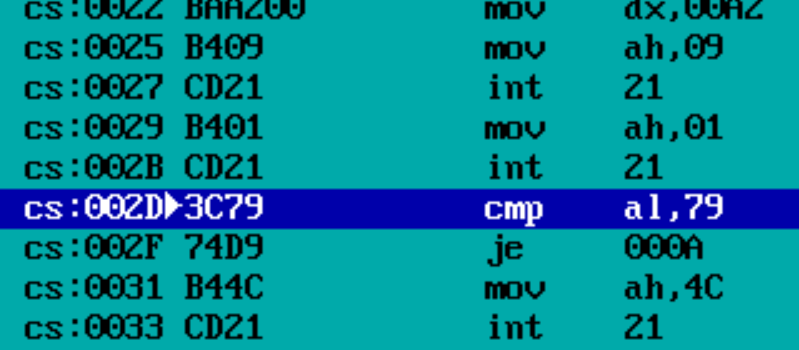 cs:0022 BAA200 mov dx,00A2
cs:0025 B409 mov ah,09
cs:0027 CD21 int 21
cs:0029 B401 mov ah,01
cs:002B CD21 int 21
cs:002D▶3C79 cmp al,79
cs:002F 74D9 je 000A
cs:0031 B44C mov ah,4C
cs:0033 CD21 int 21